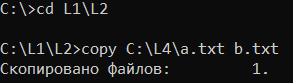 C:\>cd L1\L2
C:\L1\L2>copy C:\L4\a.txt b.txt
Скопировано файлов:         1.